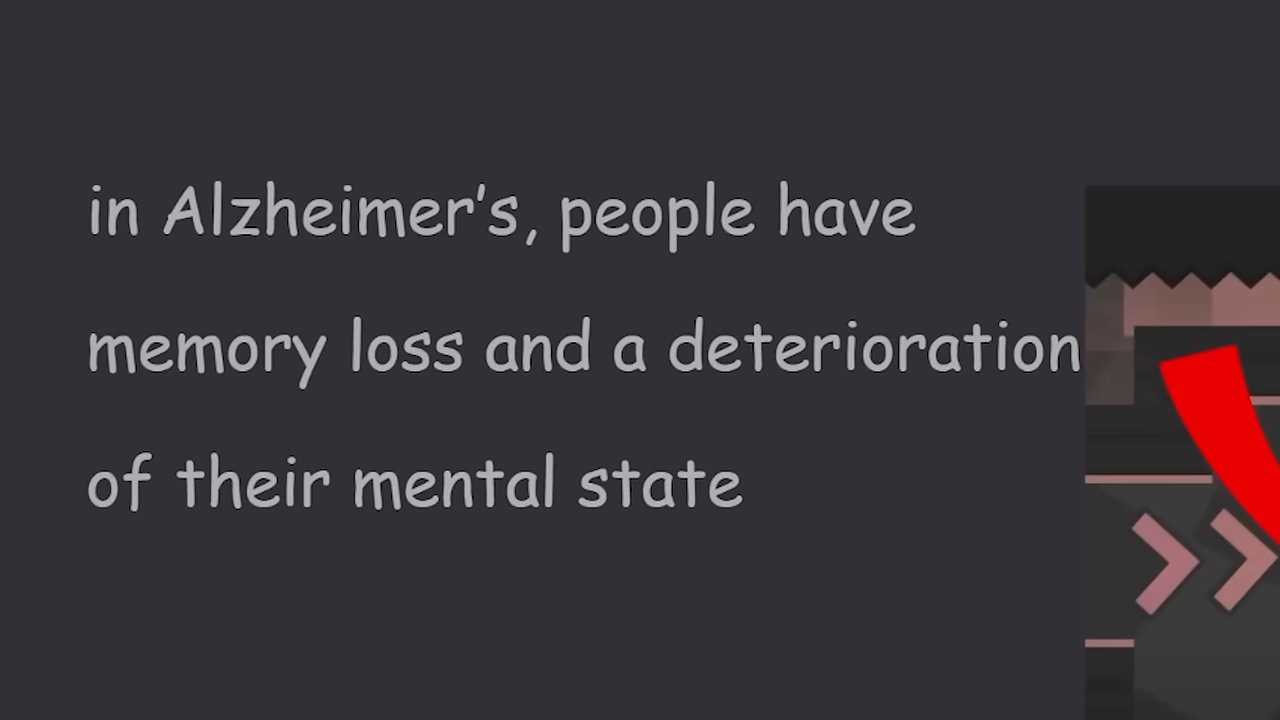 in Alzheimer's, people have
memory loss and a deterioration
of their mental state